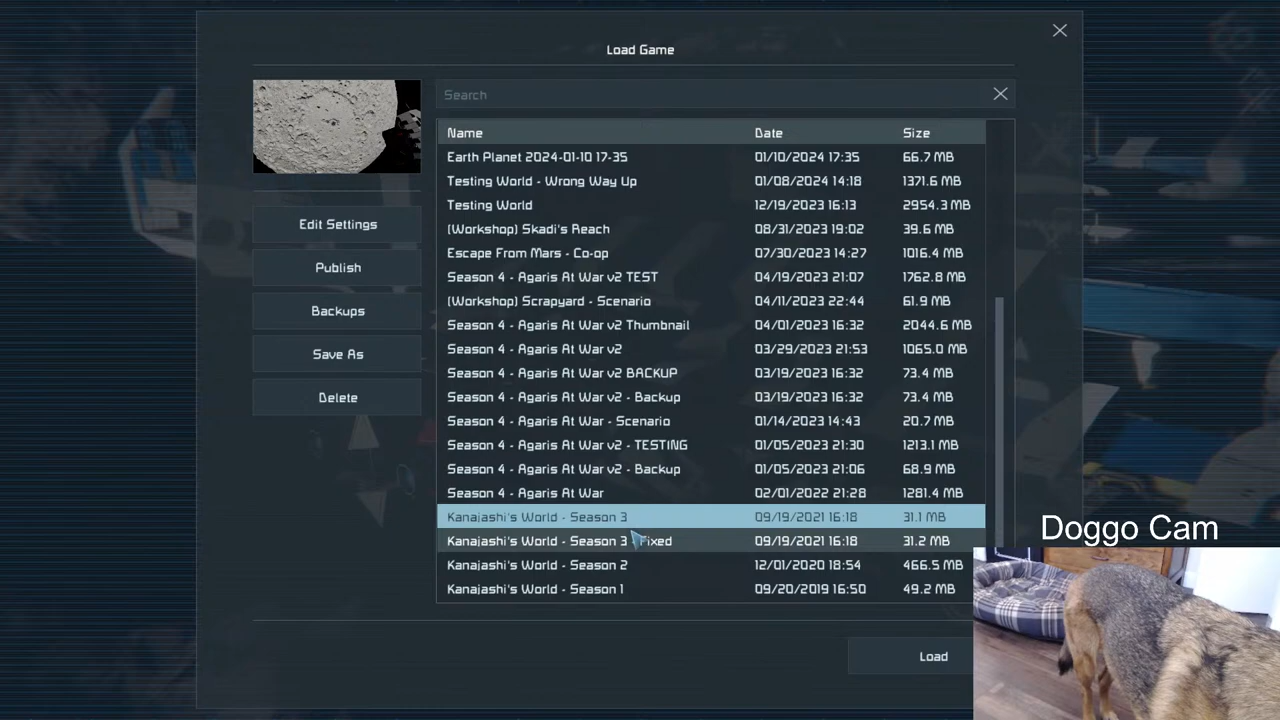 Load Game
Search
Name Date Size
Earth Planet 2024-01-10 17-35 01/10/2024 17:35 66.7 MB
Testing World - Wrong Way Up 01/08/2024 14:18 1371.6 MB
Testing World 12/19/2023 16:13 2954.3 MB
(Workshop) Skadi's Reach 08/31/2023 19:02 39.6 MB
Escape From Mars - Co-op 07/30/2023 14:27 1016.4 MB
Season 4 - Agaris At War v2 TEST 04/19/2023 21:07 1762.8 MB
(Workshop) Scrapyard - Scenario 04/11/2023 22:44 61.9 MB
Season 4 - Agaris At War v2 Thumbnail 04/01/2023 16:32 2044.6 MB
Season 4 - Agaris At War v2 03/29/2023 21:53 1065.0 MB
Season 4 - Agaris At War v2 BACKUP 03/19/2023 16:32 73.4 MB
Season 4 - Agaris At War v2 - Backup 03/19/2023 16:32 73.4 MB
Season 4 - Agaris At War - Scenario 01/14/2023 14:43 20.7 MB
Season 4 - Agaris At War v2 - TESTING 01/05/2023 21:30 1213.1 MB
Season 4 - Agaris At War v2 - Backup 01/05/2023 21:06 68.9 MB
Season 4 - Agaris At War 02/01/2022 21:28 1281.4 MB
Kanajashi's World - Season 3 09/19/2021 16:18 31.1 MB
Kanajashi's World - Season 3 - Fixed 09/19/2021 16:18 31.2 MB
Kanajashi's World - Season 2 12/01/2020 18:54 466.5 MB
Kanajashi's World - Season 1 09/20/2019 16:50 49.2 MB
Edit Settings
Publish
Backups
Save As
Delete
Load
Doggo Cam